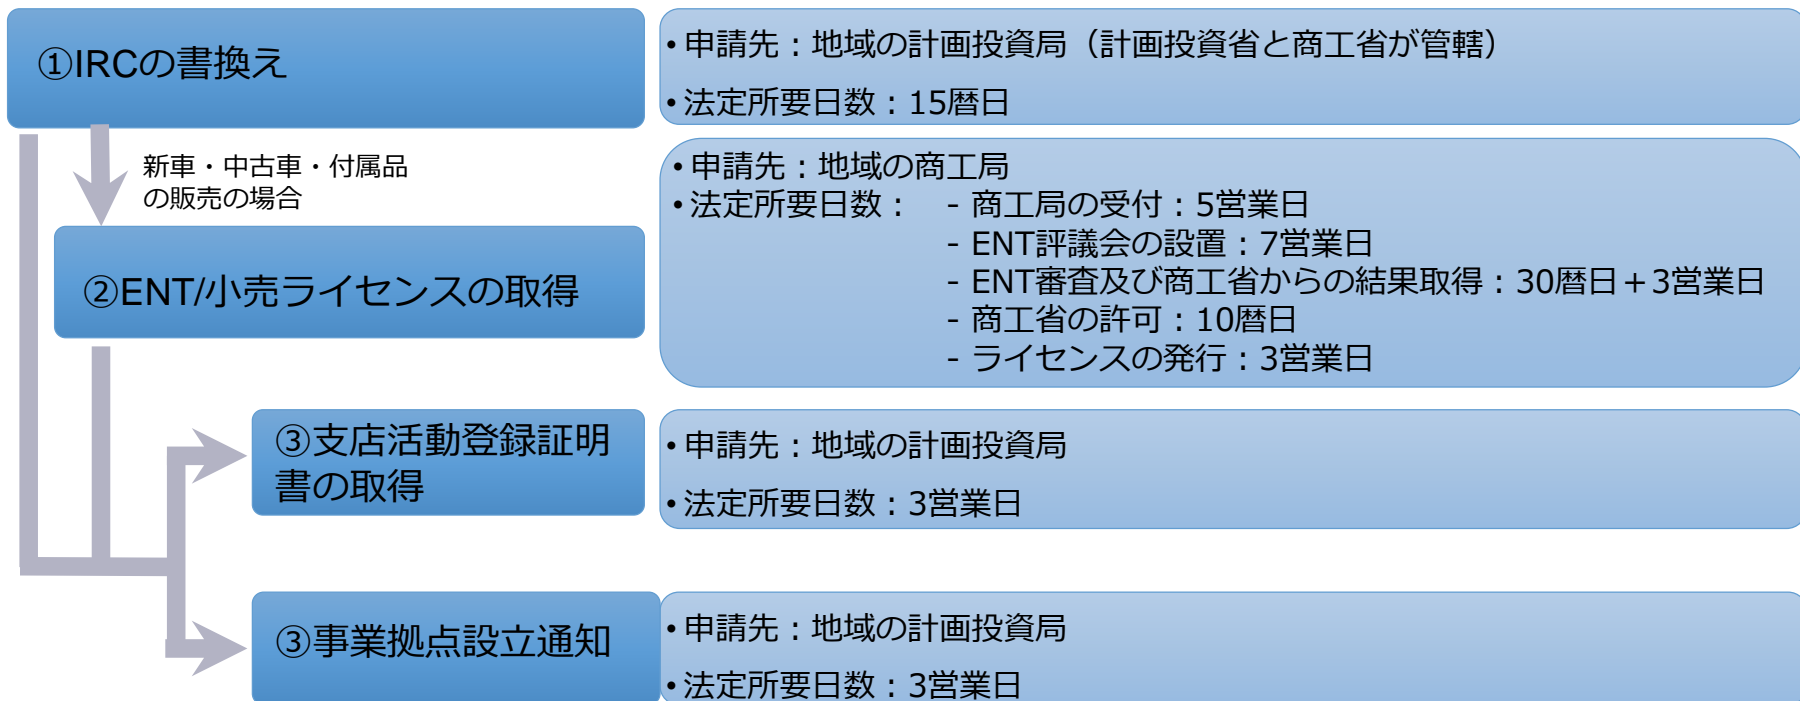 ①IRCの書換え
• 申請先：地域の計画投資局（計画投資省と商工省が管轄）
• 法定所要日数：15暦日
新車・中古車・付属品
の販売の場合
②ENT/小売ライセンスの取得
• 申請先：地域の商工局
• 法定所要日数： - 商工局の受付：5営業日
- ENT評議会の設置：7営業日
- ENT審査及び商工省からの結果取得：30暦日＋3営業日
- 商工省の許可：10暦日
- ライセンスの発行：3営業日
③支店活動登録証明
書の取得
• 申請先：地域の計画投資局
• 法定所要日数：3営業日
③事業拠点設立通知
• 申請先：地域の計画投資局
• 法定所要日数：3営業日